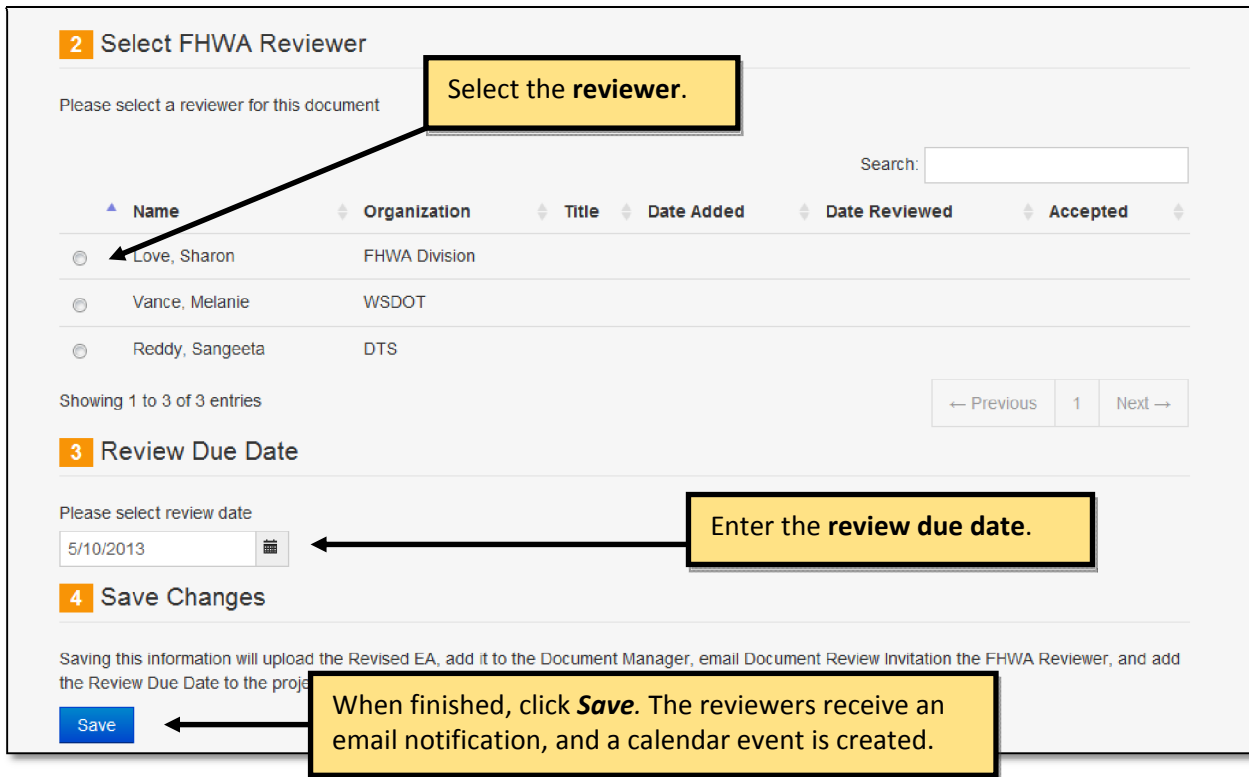 2 Select FHWA Reviewer
Select the reviewer.
Please select a reviewer for this document
Search:
Name Organization Title Date Added Date Reviewed Accepted
Love, Sharon FHWA Division
Vance, Melanie WSDOT
Reddy, Sangeeta DTS
Showing 1 to 3 of 3 entries
← Previous 1 Next →
3 Review Due Date
Please select review date
Enter the review due date.
5/10/2013
4 Save Changes
Saving this information will upload the Revised EA, add it to the Document Manager, email Document Review Invitation the FHWA Reviewer, and add
the Review Due Date to the
When finished, click Save. The reviewers receive an
email notification, and a calendar event is created.
Save